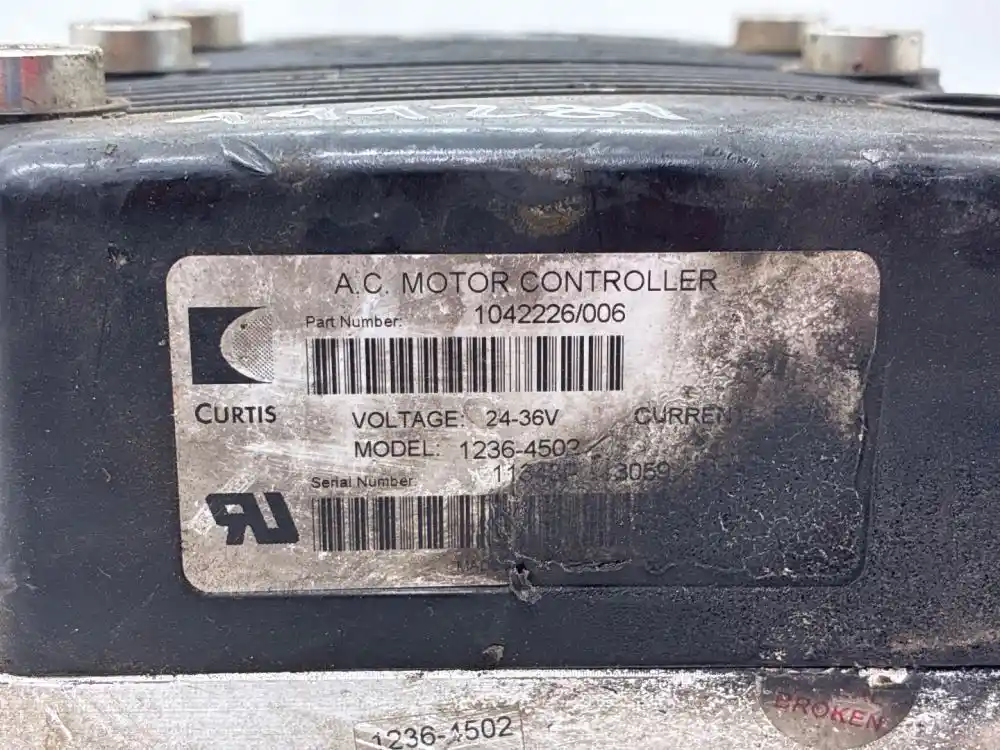 A.C. MOTOR CONTROLLER
Part Number: 1042226/006
CURTIS
VOLTAGE: 24-36V
MODEL: 1236-4502
Serial Number
1236-4502
BROKEN